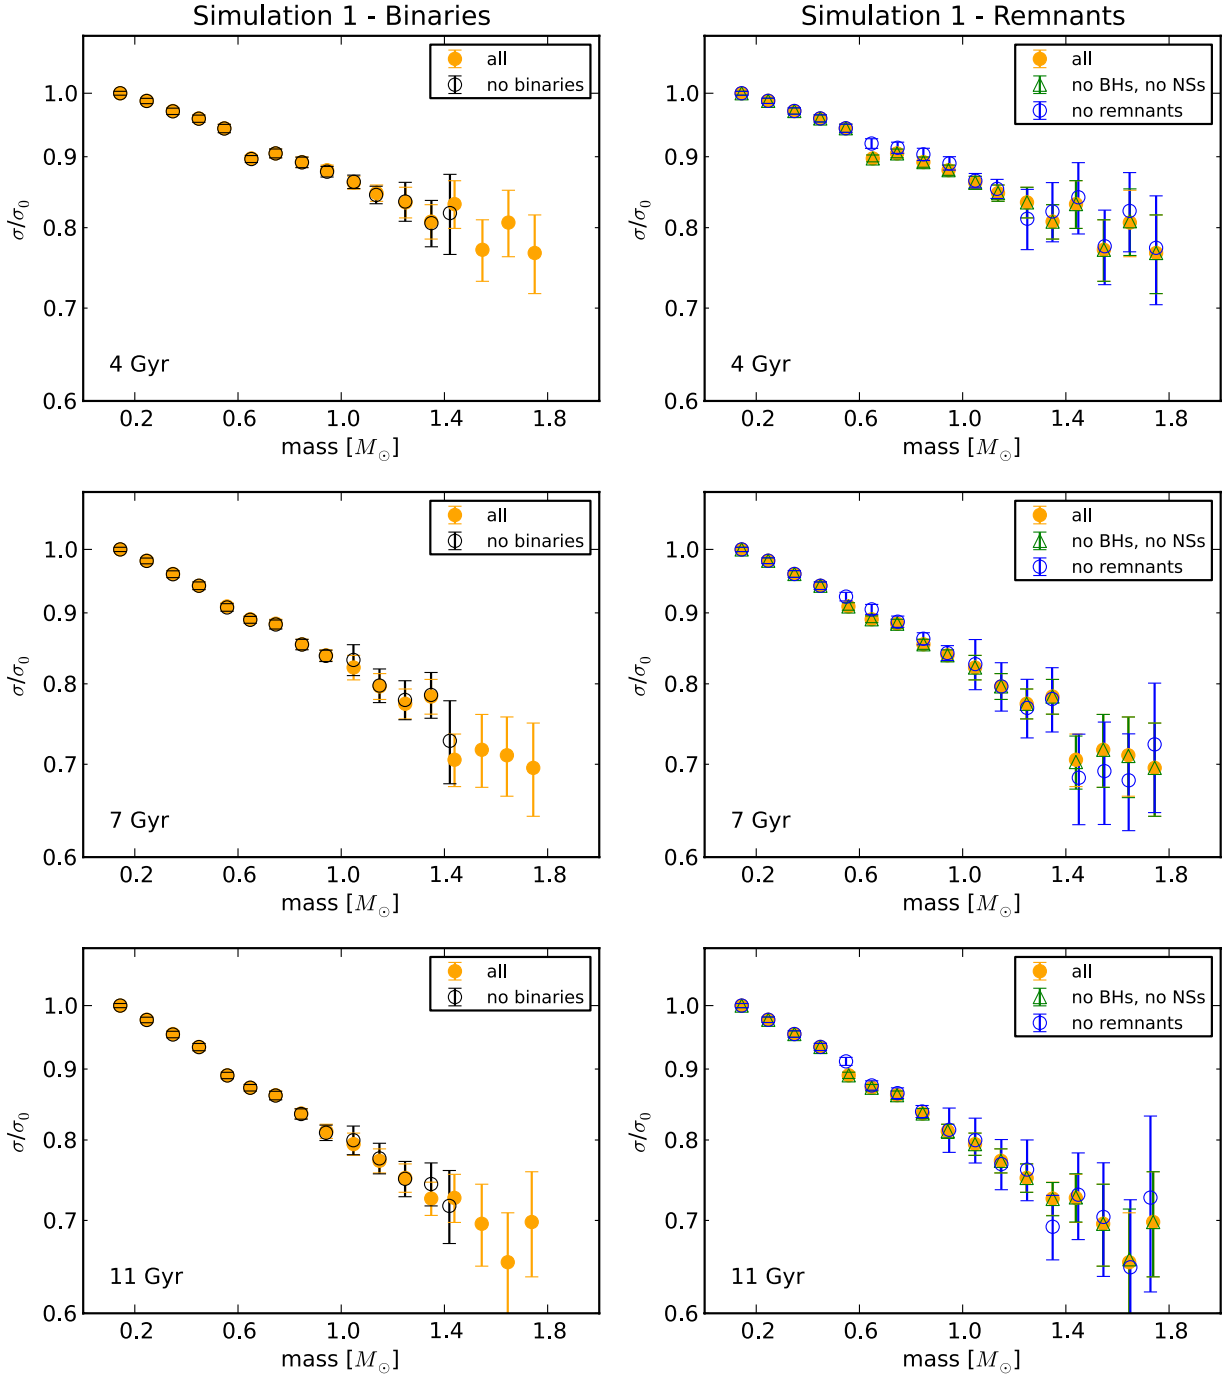 Simulation 1 - Binaries
Simulation 1 - Remnants
all
no binaries
1.0
0.9
0.8
0.7
0.6
σ/σ₀
4 Gyr
0.2 0.6 1.0 1.4 1.8
mass [M☉]
all
no BHs, no NSs
no remnants
1.0
0.9
0.8
0.7
0.6
σ/σ₀
4 Gyr
0.2 0.6 1.0 1.4 1.8
mass [M☉]
all
no binaries
1.0
0.9
0.8
0.7
0.6
σ/σ₀
7 Gyr
0.2 0.6 1.0 1.4 1.8
mass [M☉]
all
no BHs, no NSs
no remnants
1.0
0.9
0.8
0.7
0.6
σ/σ₀
7 Gyr
0.2 0.6 1.0 1.4 1.8
mass [M☉]
all
no binaries
1.0
0.9
0.8
0.7
0.6
σ/σ₀
11 Gyr
0.2 0.6 1.0 1.4 1.8
mass [M☉]
all
no BHs, no NSs
no remnants
1.0
0.9
0.8
0.7
0.6
σ/σ₀
11 Gyr
0.2 0.6 1.0 1.4 1.8
mass [M☉]